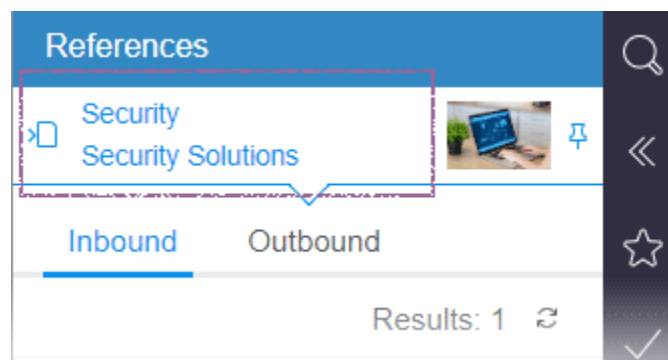 References
Security
Security Solutions
Inbound
Outbound
Results: 1